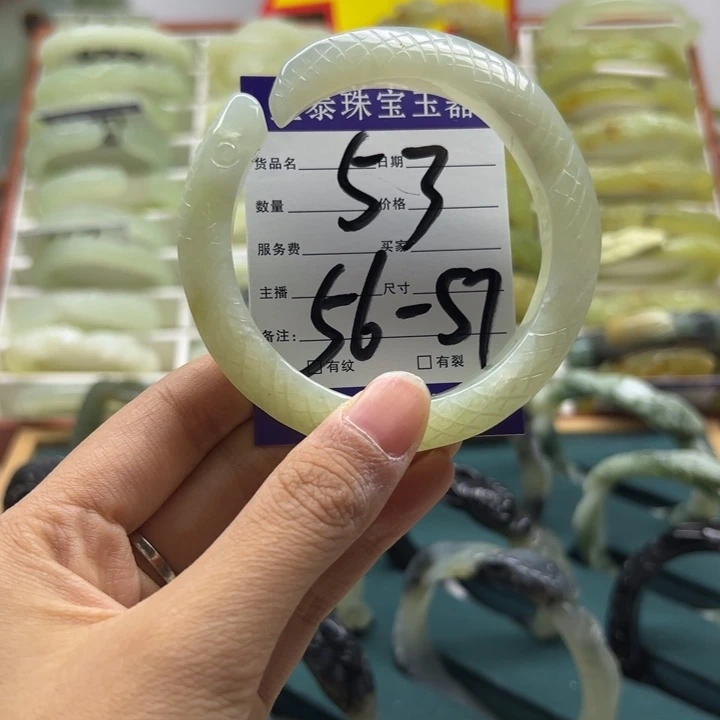 泰珠宝玉器
货品名 53 日期
数量 价格
服务费 买家
主播 56-57 尺寸
备注:
有纹 有裂